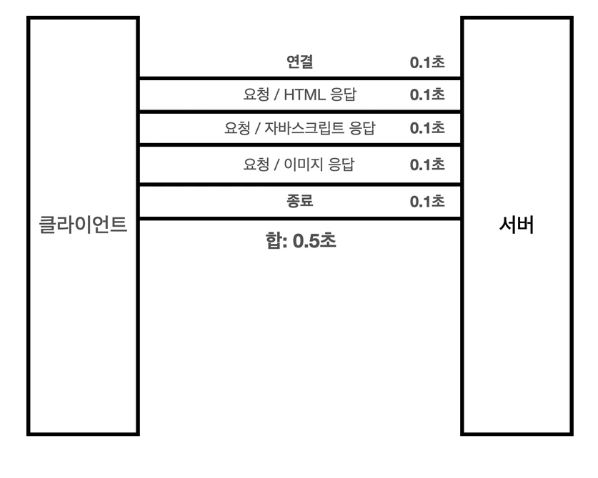 연결 0.1초
요청 / HTML 응답 0.1초
요청 / 자바스크립트 응답 0.1초
요청 / 이미지 응답 0.1초
종료 0.1초
클라이언트
서버
합: 0.5초